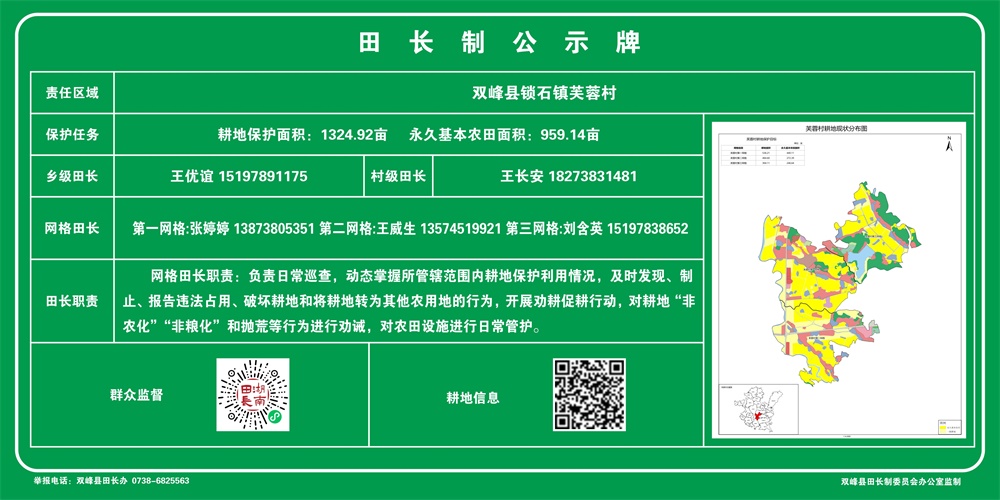 田长制公示牌
责任区域
双峰县锁石镇芙蓉村
保护任务
耕地保护面积：1324.92亩 永久基本农田面积：959.14亩
乡级田长
王优谊 15197891175
村级田长
王长安 18273831481
网格田长
第一网格:张婷婷 13873805351 第二网格:王威生 13574519921 第三网格:刘含英 15197838652
田长职责
网格田长职责：负责日常巡查，动态掌握所管辖范围内耕地保护利用情况，及时发现、制
止、报告违法占用、破坏耕地和将耕地转为其他农用地的行为，开展劝耕促耕行动，对耕地“非
农化”“非粮化”和抛荒等行为进行劝诫，对农田设施进行日常管护。
群众监督
湖南
田长
耕地信息
芙蓉村耕地现状分布图
N
举报电话：双峰县田长办 0738-6825563
双峰县田长制委员会办公室监制